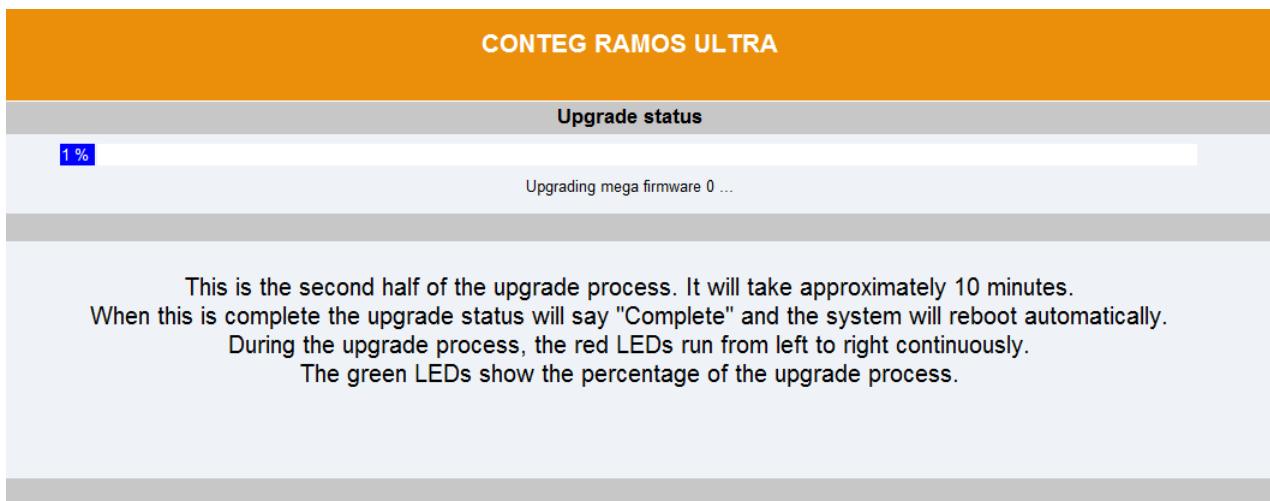 CONTEG RAMOS ULTRA
Upgrade status
1 %
Upgrading mega firmware 0 ...
This is the second half of the upgrade process. It will take approximately 10 minutes.
When this is complete the upgrade status will say "Complete" and the system will reboot automatically.
During the upgrade process, the red LEDs run from left to right continuously.
The green LEDs show the percentage of the upgrade process.